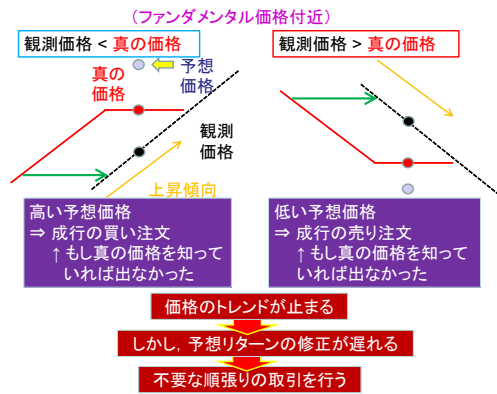 （ファンダメンタル価格付近）
観測価格 < 真の価格
観測価格 > 真の価格
真の
価格
予想
価格
観測
価格
上昇傾向
高い予想価格
⇒ 成行の買い注文
↑ もし真の価格を知って
いれば出なかった
低い予想価格
⇒ 成行の売り注文
↑ もし真の価格を知って
いれば出なかった
価格のトレンドが止まる
しかし，予想リターンの修正が遅れる
不要な順張りの取引を行う